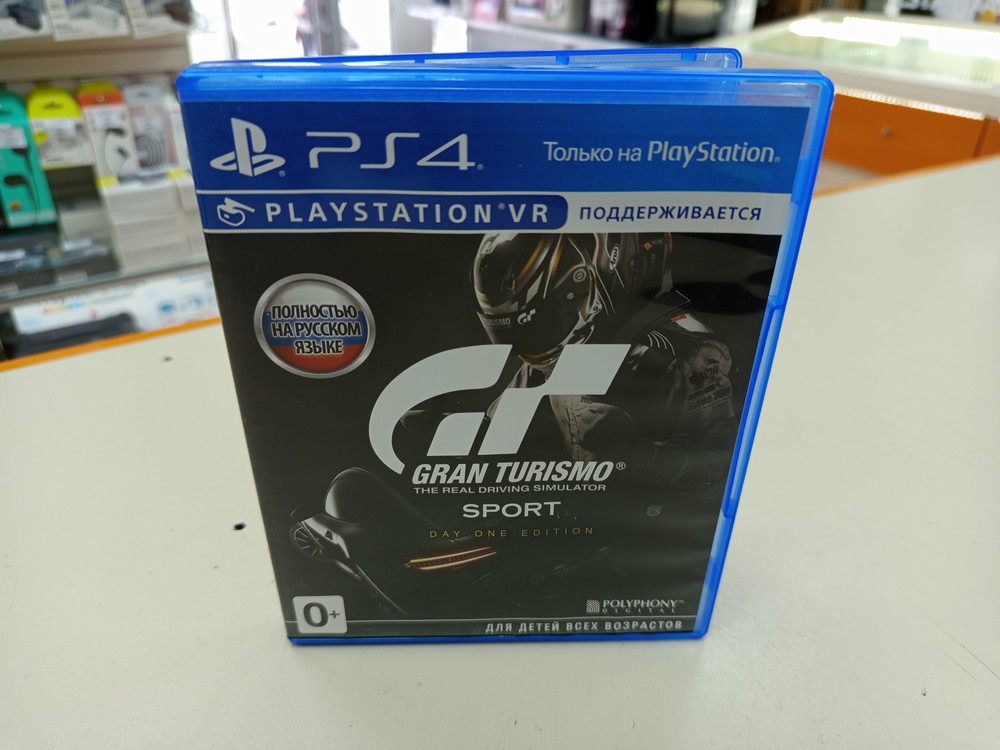 PS4
Только на PlayStation®
PLAYSTATION®VR ПОДДЕРЖИВАЕТСЯ
ПОЛНОСТЬЮ
НА РУССКОМ
ЯЗЫКЕ
GT
GRAN TURISMO®
THE REAL DRIVING SIMULATOR
SPORT
DAY ONE EDITION
0+
POLYPHONY™
DIGITAL
ДЛЯ ДЕТЕЙ ВСЕХ ВОЗРАСТОВ